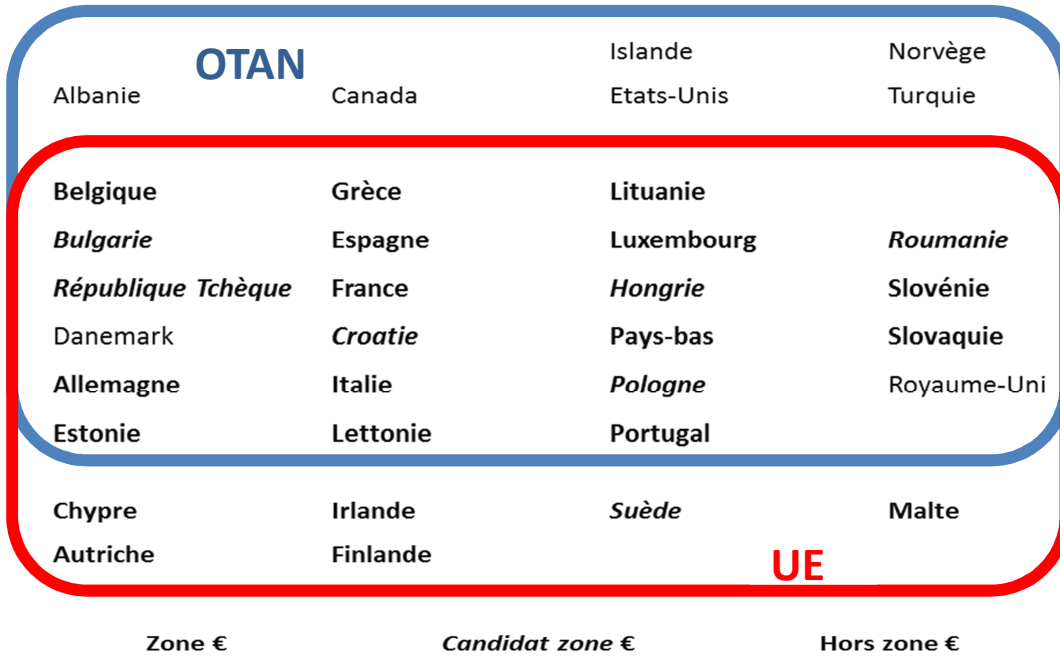 OTAN
Islande Norvège
Albanie Canada Etats-Unis Turquie
Belgique Grèce Lituanie
Bulgarie Espagne Luxembourg Roumanie
République Tchèque France Hongrie Slovénie
Danemark Croatie Pays-bas Slovaquie
Allemagne Italie Pologne Royaume-Uni
Estonie Lettonie Portugal
Chypre Irlande Suède Malte
Autriche Finlande
UE
Zone € Candidat zone € Hors zone €